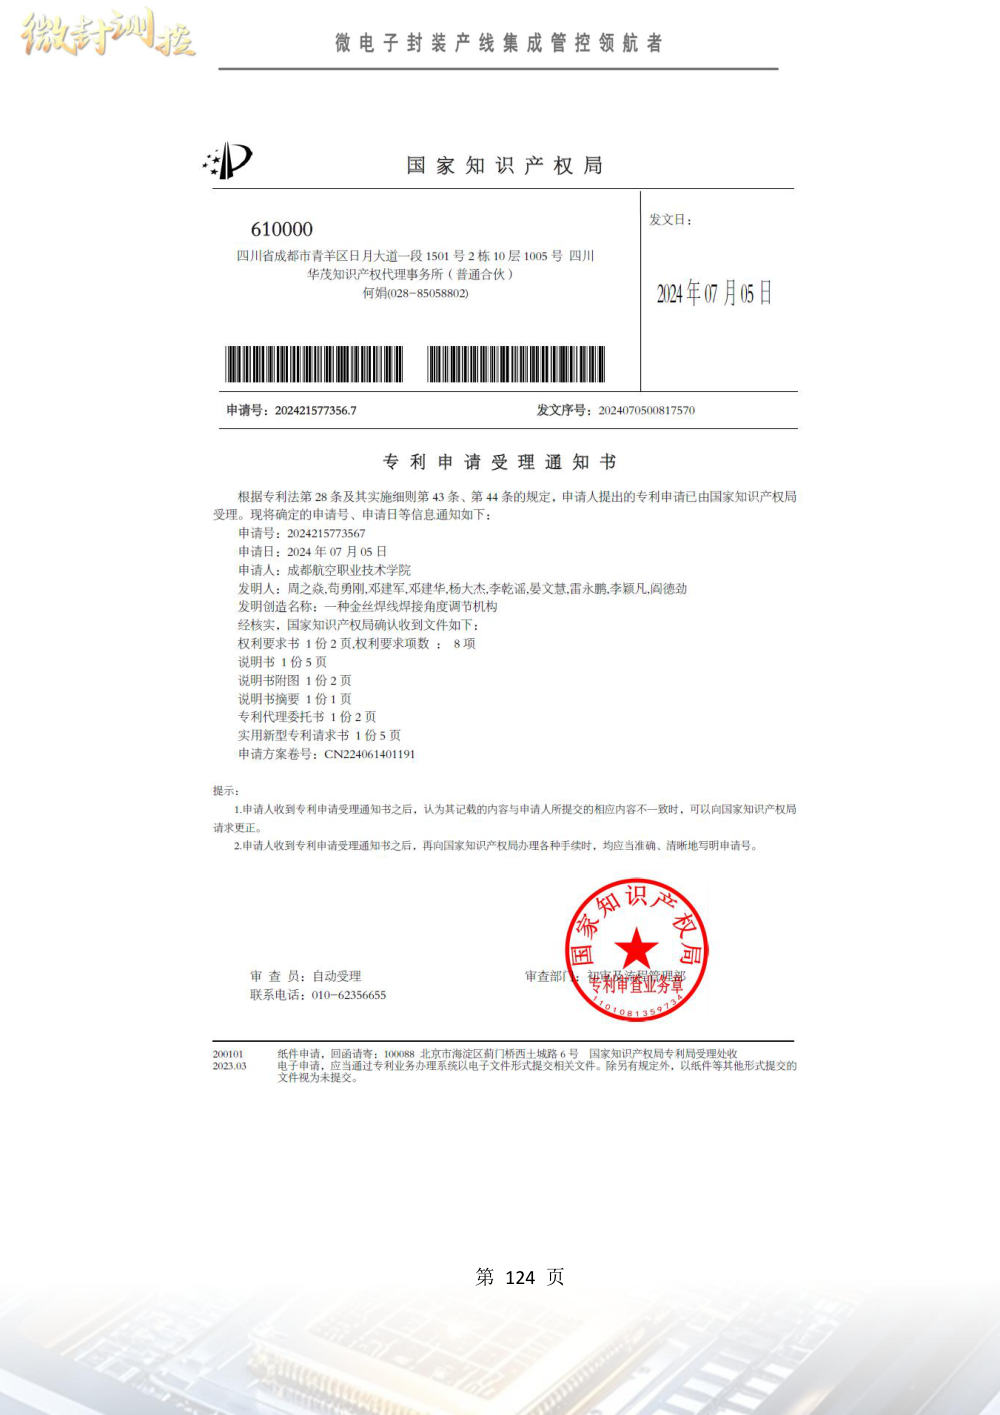 微封测控
微电子封装产线集成管控领航者
国家知识产权局
610000
四川省成都市青羊区日月大道一段 1501 号 2 栋 10 层 1005 号 四川
华茂知识产权代理事务所（普通合伙）
何娟(028-85058802)
发文日：
2024 年 07 月 05 日
申请号：202421577356.7
发文序号：2024070500817570
专利申请受理通知书
根据专利法第 28 条及其实施细则第 43 条、第 44 条的规定，申请人提出的专利申请已由国家知识产权局
受理。现将确定的申请号、申请日等信息通知如下：
申请号：2024215773567
申请日：2024 年 07 月 05 日
申请人：成都航空职业技术学院
发明人：周之焱,苟勇刚,邓建军,邓建华,杨大杰,李乾谣,晏文慧,雷永鹏,李颖凡,阎德劲
发明创造名称：一种金丝焊线焊接角度调节机构
经核实，国家知识产权局确认收到文件如下：
权利要求书 1 份 2 页,权利要求项数 ： 8 项
说明书 1 份 5 页
说明书附图 1 份 2 页
说明书摘要 1 份 1 页
专利代理委托书 1 份 2 页
实用新型专利请求书 1 份 5 页
申请方案卷号：CN224061401191
提示：
1.申请人收到专利申请受理通知书之后，认为其记载的内容与申请人所提交的相应内容不一致时，可以向国家知识产权局
请求更正。
2.申请人收到专利申请受理通知书之后，再向国家知识产权局办理各种手续时，均应当准确、清晰地写明申请号。
国家知识产权局
审 查 员：自动受理
审查部门：初审及流程管理部
专利审查业务章
联系电话：010-62356655
1101081359734
200101
2023.03
纸件申请，回函请寄：100088 北京市海淀区蓟门桥西土城路 6 号 国家知识产权局专利局受理处收
电子申请，应当通过专利业务办理系统以电子文件形式提交相关文件。除另有规定外，以纸件等其他形式提交的
文件视为未提交。
第 124 页